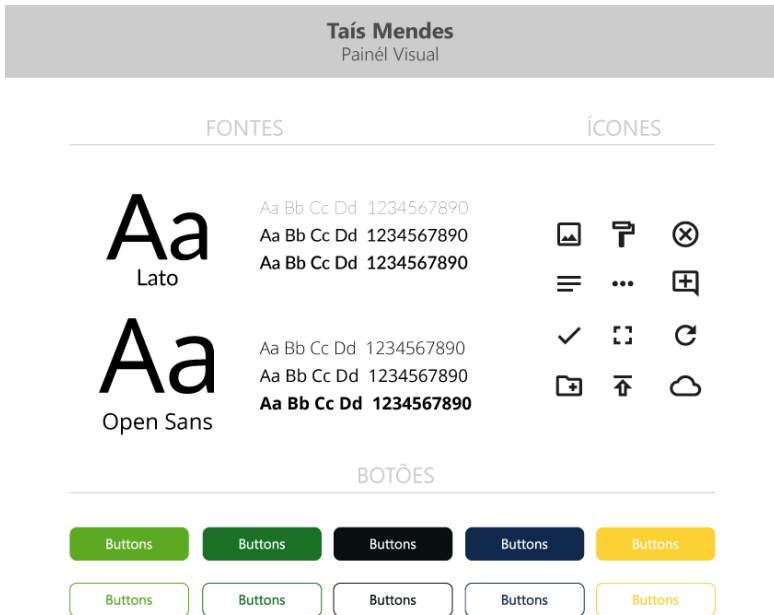 Taís Mendes
Painél Visual
FONTES
ÍCONES
Aa
Lato
Aa Bb Cc Dd 1234567890
Aa Bb Cc Dd 1234567890
Aa Bb Cc Dd 1234567890
Aa
Open Sans
Aa Bb Cc Dd 1234567890
Aa Bb Cc Dd 1234567890
Aa Bb Cc Dd 1234567890
BOTÕES
Buttons Buttons Buttons Buttons Buttons
Buttons Buttons Buttons Buttons Buttons